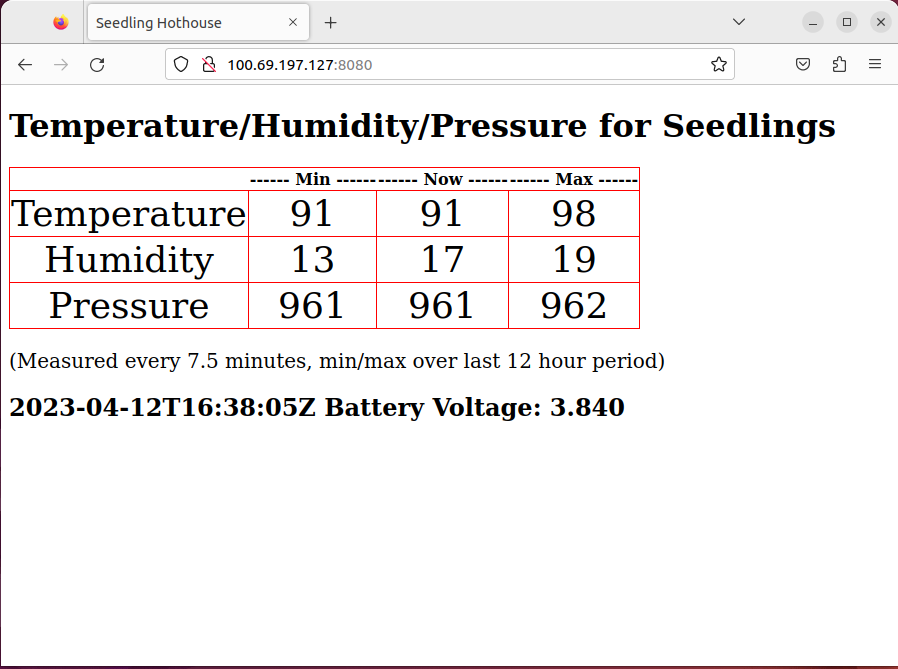 Seedling Hothouse
100.69.197.127:8080
Temperature/Humidity/Pressure for Seedlings
------ Min ------ ------ Now ------ ------ Max ------
Temperature 91 91 98
Humidity 13 17 19
Pressure 961 961 962
(Measured every 7.5 minutes, min/max over last 12 hour period)
2023-04-12T16:38:05Z Battery Voltage: 3.840